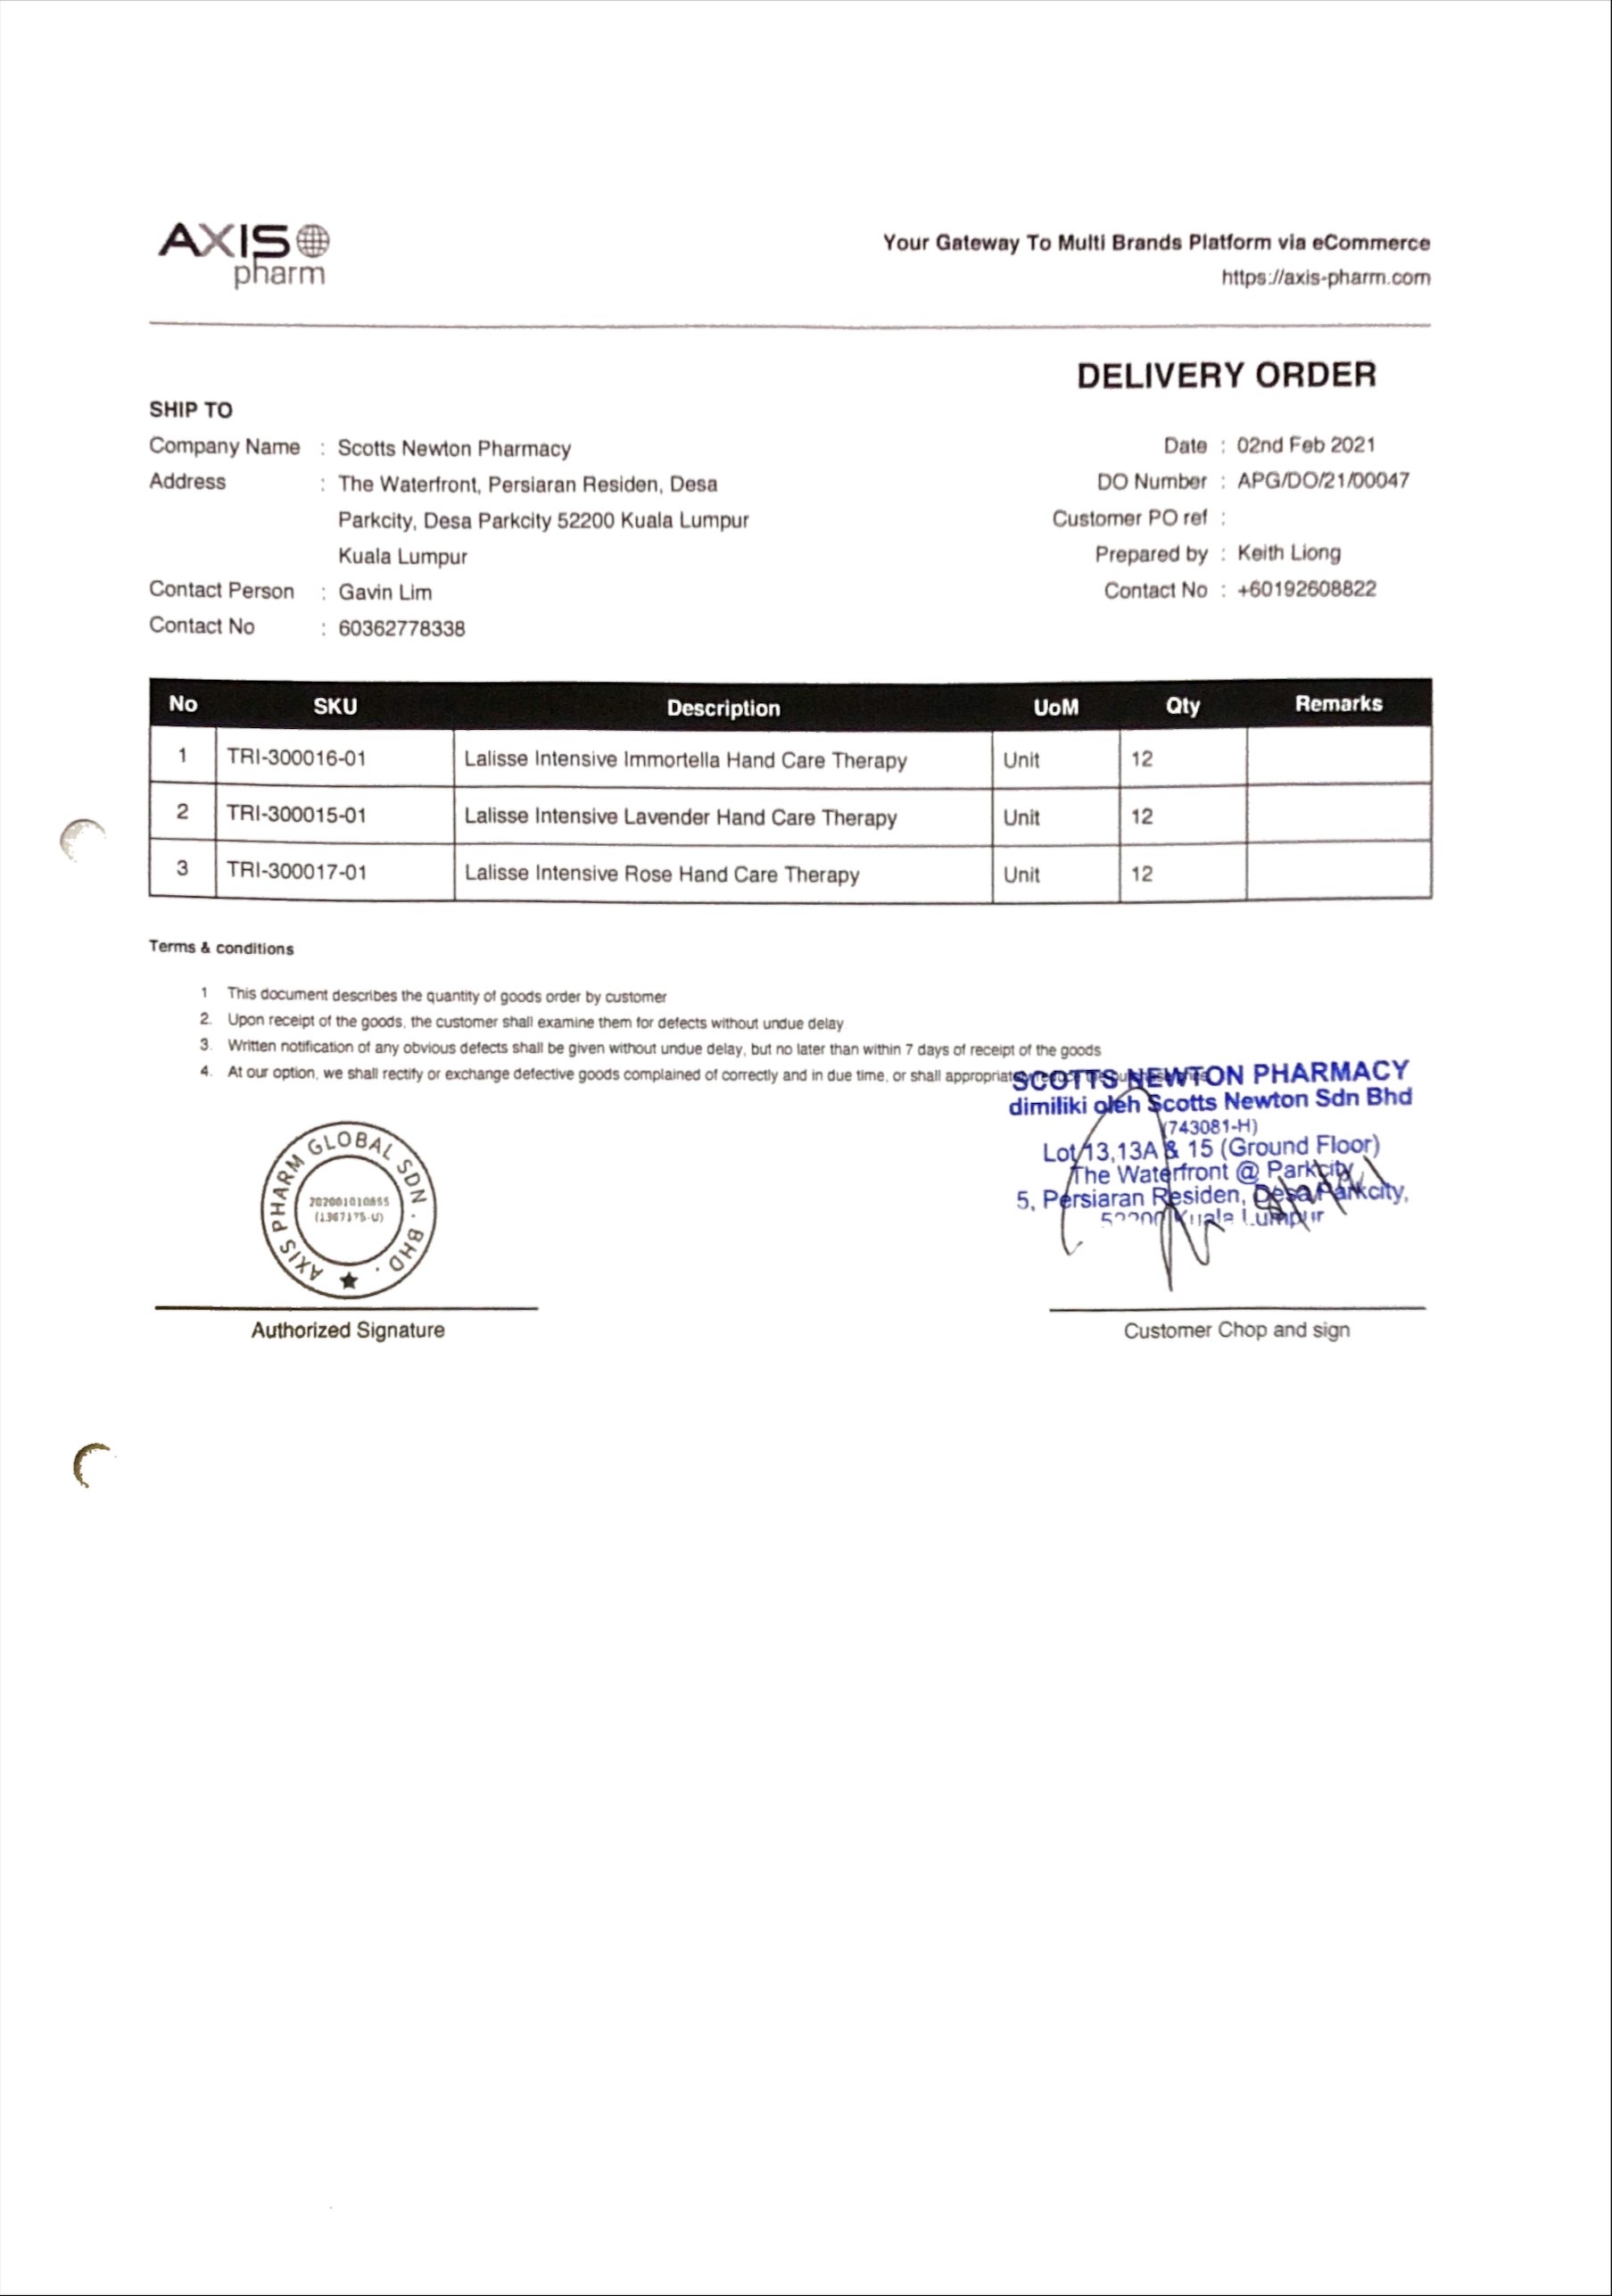 AXIS
pharm
Your Gateway To Multi Brands Platform via eCommerce
https://axis-pharm.com
DELIVERY ORDER
SHIP TO
Company Name : Scotts Newton Pharmacy
Address : The Waterfront, Persiaran Residen, Desa
Parkcity, Desa Parkcity 52200 Kuala Lumpur
Kuala Lumpur
Contact Person : Gavin Lim
Contact No : 60362778338
Date : 02nd Feb 2021
DO Number : APG/DO/21/00047
Customer PO ref :
Prepared by : Keith Liong
Contact No : +60192608822
No SKU Description UoM Qty Remarks
1 TRI-300016-01 Lalisse Intensive Immortella Hand Care Therapy Unit 12
2 TRI-300015-01 Lalisse Intensive Lavender Hand Care Therapy Unit 12
3 TRI-300017-01 Lalisse Intensive Rose Hand Care Therapy Unit 12
Terms & conditions
1 This document describes the quantity of goods order by customer
2. Upon receipt of the goods, the customer shall examine them for defects without undue delay
3. Written notification of any obvious defects shall be given without undue delay, but no later than within 7 days of receipt of the goods
4. At our option, we shall rectify or exchange defective goods complained of correctly and in due time, or shall
SCOTTS NEWTON PHARMACY
dimiliki oleh Scotts Newton Sdn Bhd
(743081-H)
Lot 13,13A & 15 (Ground Floor)
The Waterfront @ Parkcity
5, Persiaran Residen, Desa Parkcity,
52200 Kuala Lumpur
AXIS PHARM GLOBAL SDN. BHD.
202001010855
(1367175-U)
Authorized Signature
Customer Chop and sign